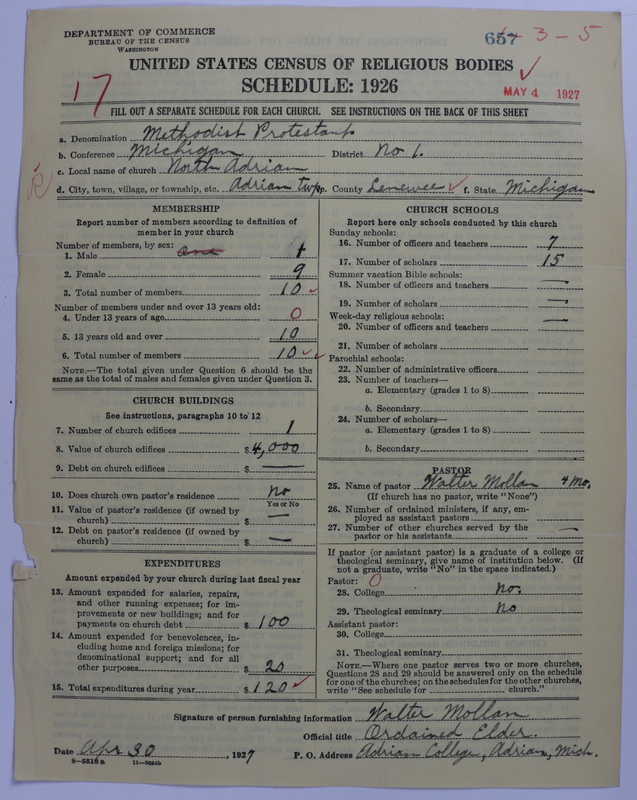 DEPARTMENT OF COMMERCE
BUREAU OF THE CENSUS
WASHINGTON
657 3-5
UNITED STATES CENSUS OF RELIGIOUS BODIES
SCHEDULE: 1926
17
MAY 4 1927
FILL OUT A SEPARATE SCHEDULE FOR EACH CHURCH. SEE INSTRUCTIONS ON THE BACK OF THIS SHEET
a. Denomination Methodist Protestant
b. Conference Michigan District No 1.
c. Local name of church North Adrian
R
d. City, town, village, or township, etc. Adrian twp. County Lenewee f. State Michigan
MEMBERSHIP
Report number of members according to definition of
member in your church
Number of members, by sex:
1. Male one 1
2. Female 9
3. Total number of members 10
Number of members under and over 13 years old:
4. Under 13 years of age 0
5. 13 years old and over 10
6. Total number of members 10
NOTE.—The total given under Question 6 should be the
same as the total of males and females given under Question 3.
CHURCH BUILDINGS
See instructions, paragraphs 10 to 12
7. Number of church edifices 1
8. Value of church edifices $ 4,000
9. Debt on church edifices $ —
10. Does church own pastor's residence No
Yes or No
11. Value of pastor's residence (if owned by
church) $ —
12. Debt on pastor's residence (if owned by
church) $ —
EXPENDITURES
Amount expended by your church during last fiscal year
13. Amount expended for salaries, repairs,
and other running expenses; for im-
provements or new buildings; and for
payments on church debt $ 100
14. Amount expended for benevolences, in-
cluding home and foreign missions; for
denominational support; and for all
other purposes $ 20
15. Total expenditures during year $ 120
CHURCH SCHOOLS
Report here only schools conducted by this church
Sunday schools:
16. Number of officers and teachers 7
17. Number of scholars 15
Summer vacation Bible schools:
18. Number of officers and teachers —
19. Number of scholars —
Week-day religious schools: —
20. Number of officers and teachers
21. Number of scholars
Parochial schools:
22. Number of administrative officers
23. Number of teachers—
a. Elementary (grades 1 to 8)
b. Secondary
24. Number of scholars—
a. Elementary (grades 1 to 8)
b. Secondary
PASTOR
25. Name of pastor Walter Mollan 4 Mo.
(If church has no pastor, write "None")
26. Number of ordained ministers, if any, em-
ployed as assistant pastors
27. Number of other churches served by the
pastor or his assistants —
If pastor (or assistant pastor) is a graduate of a college or
theological seminary, give name of institution below. (If
not a graduate, write "No" in the space indicated.)
Pastor: 0
28. College No.
29. Theological seminary No
Assistant pastor:
30. College
31. Theological seminary
NOTE.—Where one pastor serves two or more churches,
Questions 28 and 29 should be answered only on the schedule
for one of the churches; on the schedules for the other churches,
write "See schedule for church."
Signature of person furnishing information Walter Mollan
Official title Ordained Elder.
Date Apr 30, 1927 P. O. Address Adrian College, Adrian, Mich.
8-5518a 11-9084b